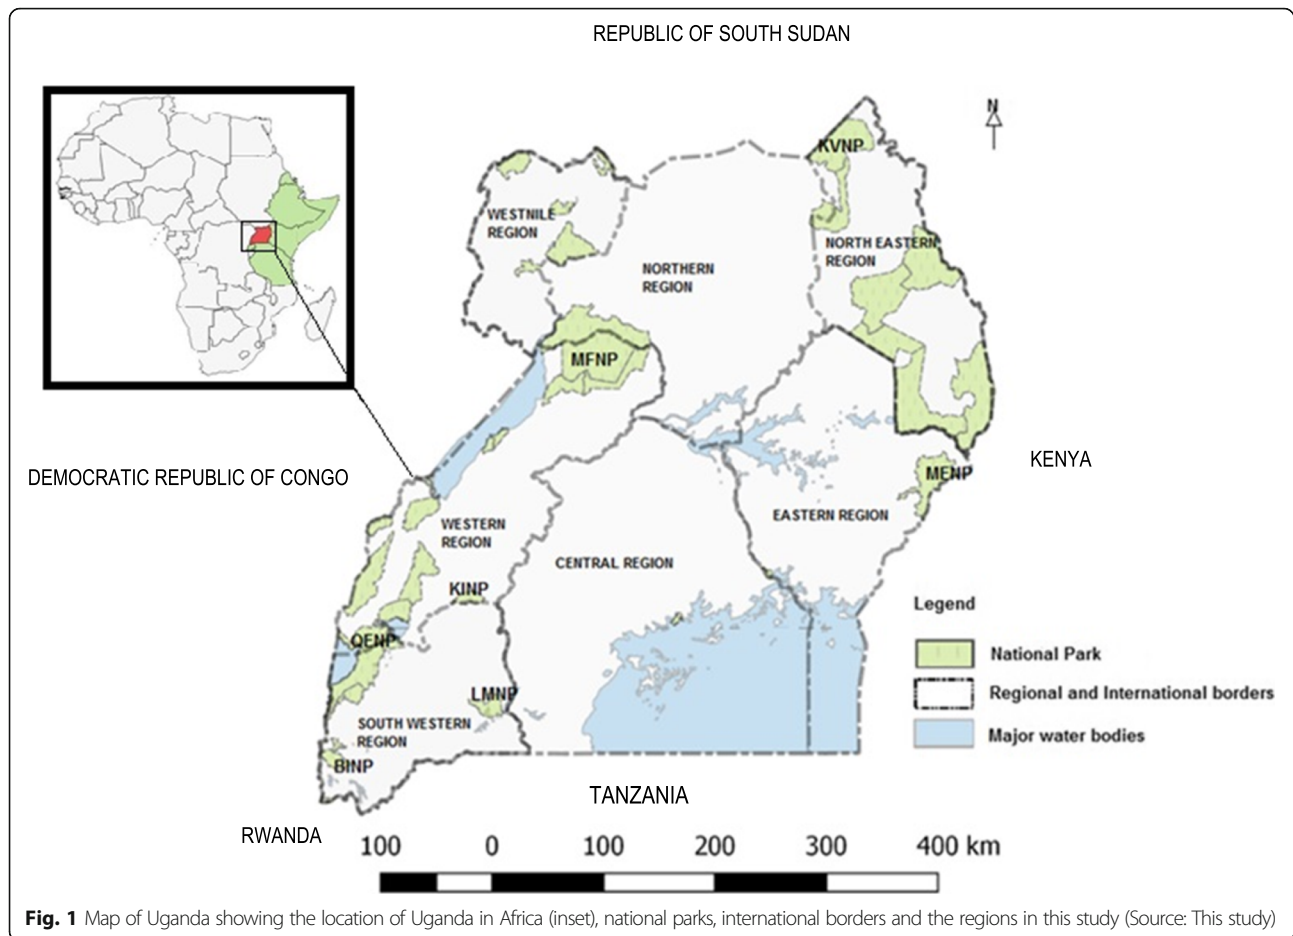 REPUBLIC OF SOUTH SUDAN
N
KVNP
WESTNILE
REGION
NORTH EASTERN
REGION
NORTHERN
REGION
MFNP
DEMOCRATIC REPUBLIC OF CONGO
KENYA
MENP
WESTERN
REGION
EASTERN REGION
CENTRAL REGION
KINP
QENP
LMNP
SOUTH WESTERN
REGION
BINP
Legend
National Park
Regional and International borders
Major water bodies
TANZANIA
RWANDA
100 0 100 200 300 400 km
Fig. 1 Map of Uganda showing the location of Uganda in Africa (inset), national parks, international borders and the regions in this study (Source: This study)